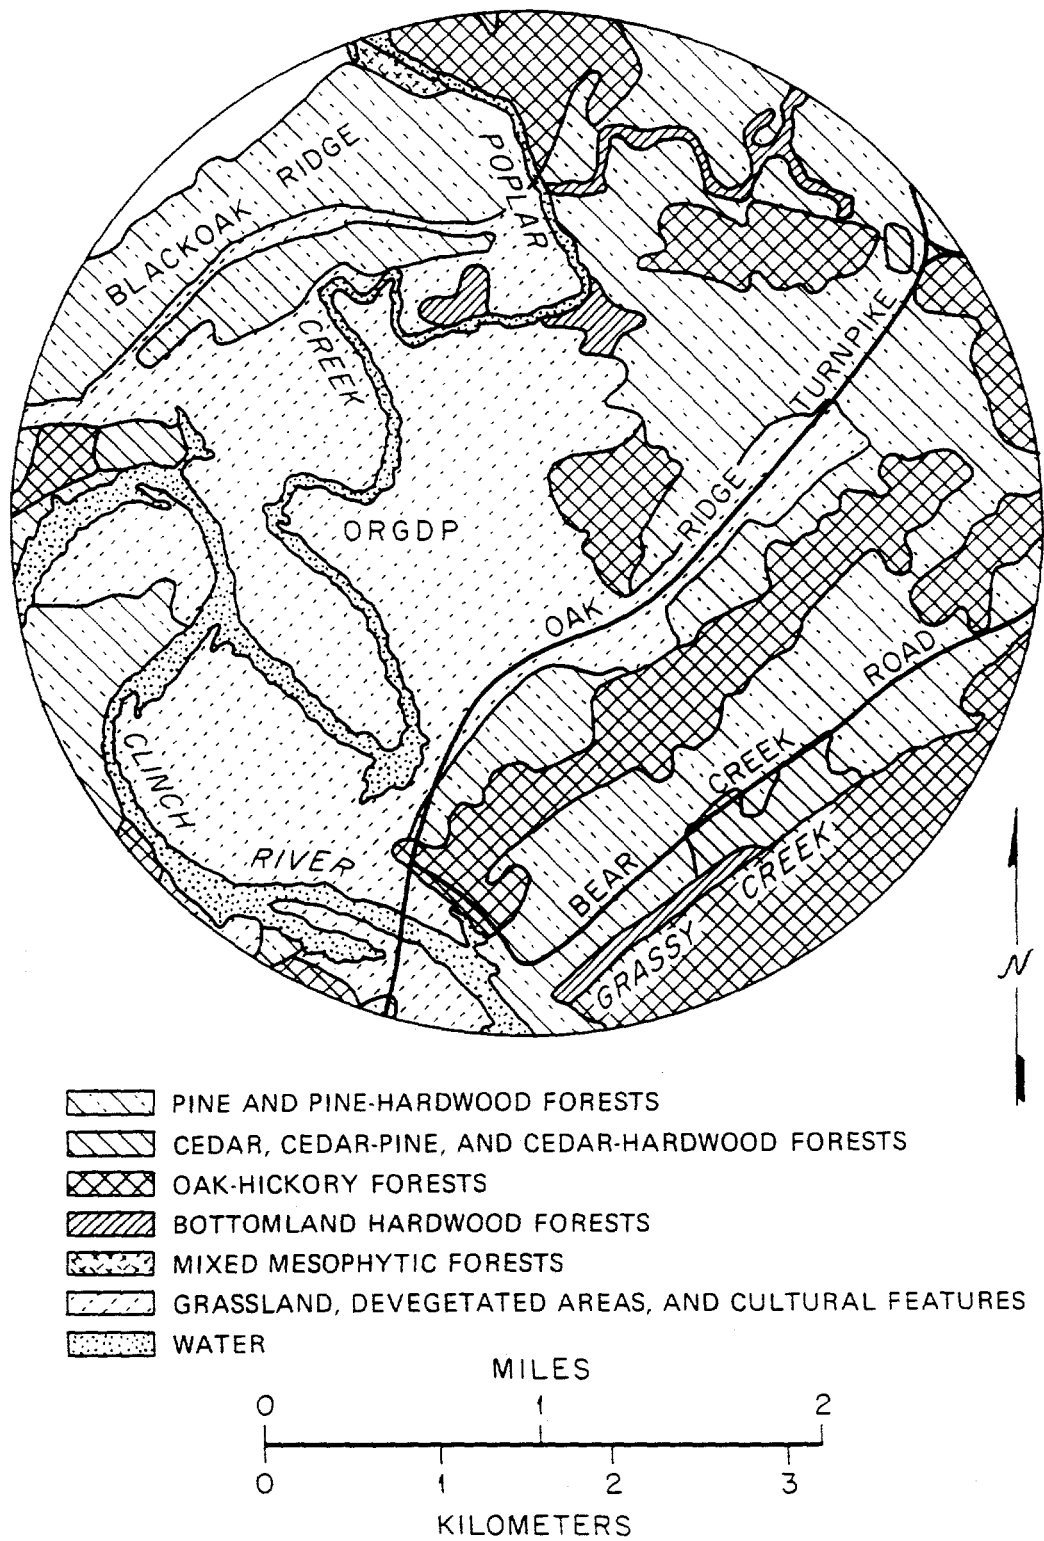 BLACKOAK RIDGE
POPLAR
CREEK
TURNPIKE
RIDGE
ORGDP
OAK
ROAD
CREEK
CLINCH
RIVER
BEAR
CREEK
GRASSY
N
PINE AND PINE-HARDWOOD FORESTS
CEDAR, CEDAR-PINE, AND CEDAR-HARDWOOD FORESTS
OAK-HICKORY FORESTS
BOTTOMLAND HARDWOOD FORESTS
MIXED MESOPHYTIC FORESTS
GRASSLAND, DEVEGETATED AREAS, AND CULTURAL FEATURES
WATER
MILES
0 1 2
0 1 2 3
KILOMETERS